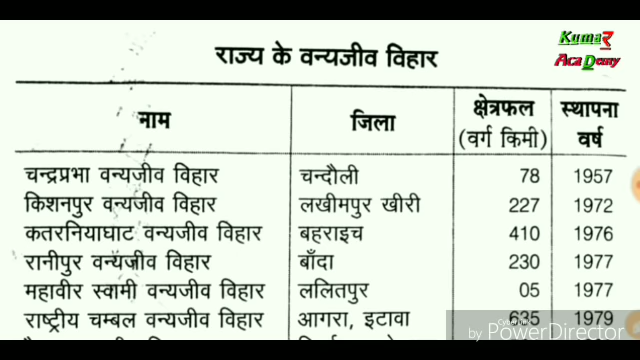 Kumar
Academy
राज्य के वन्यजीव विहार
नाम जिला क्षेत्रफल (वर्ग किमी) स्थापना वर्ष
चन्द्रप्रभा वन्यजीव विहार चन्दौली 78 1957
किशनपुर वन्यजीव विहार लखीमपुर खीरी 227 1972
कतरनियाघाट वन्यजीव विहार बहराइच 410 1976
रानीपुर वन्यजीव विहार बाँदा 230 1977
महावीर स्वामी वन्यजीव विहार ललितपुर 05 1977
राष्ट्रीय चम्बल वन्यजीव विहार आगरा, इटावा 635 1979
by PowerDirector